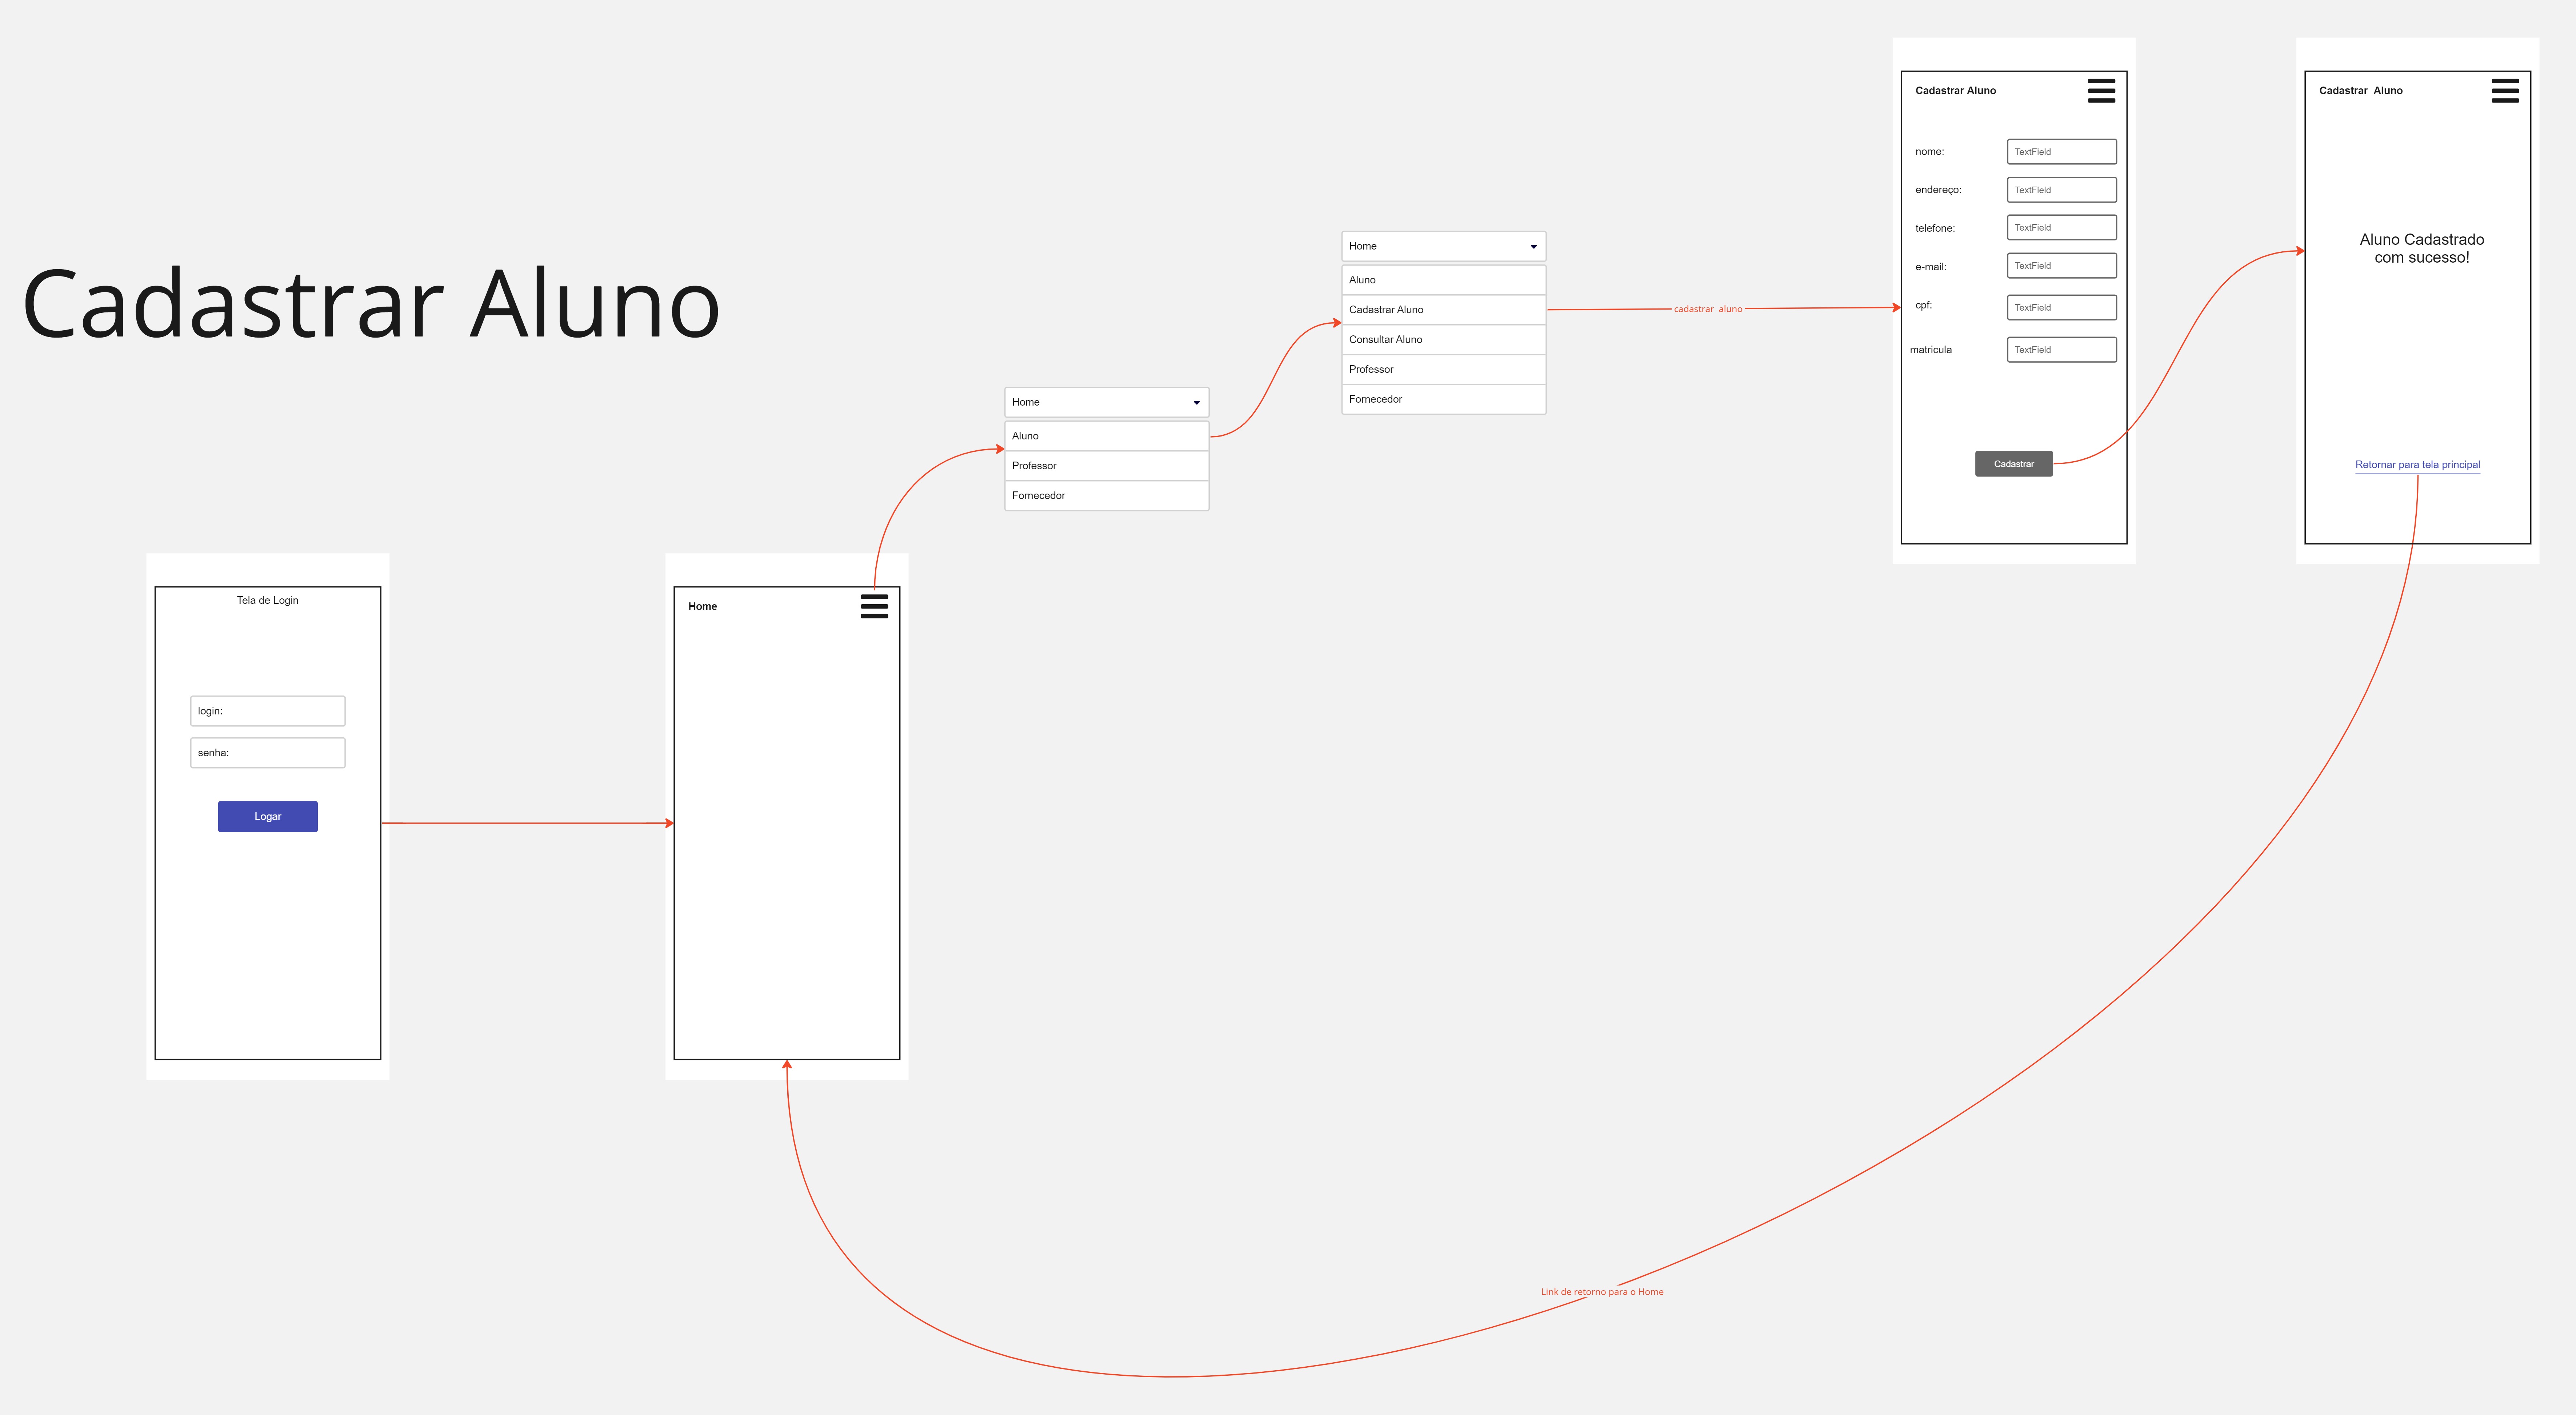 Cadastrar Aluno
Tela de Login
login:
senha:
Logar
Home
Home
Aluno
Professor
Fornecedor
Home
Aluno
Cadastrar Aluno
Consultar Aluno
Professor
Fornecedor
cadastrar aluno
Cadastrar Aluno
nome:
TextField
endereço:
TextField
telefone:
TextField
e-mail:
TextField
cpf:
TextField
matricula
TextField
Cadastrar
Cadastrar Aluno
Aluno Cadastrado
com sucesso!
Retornar para tela principal
Link de retorno para o Home